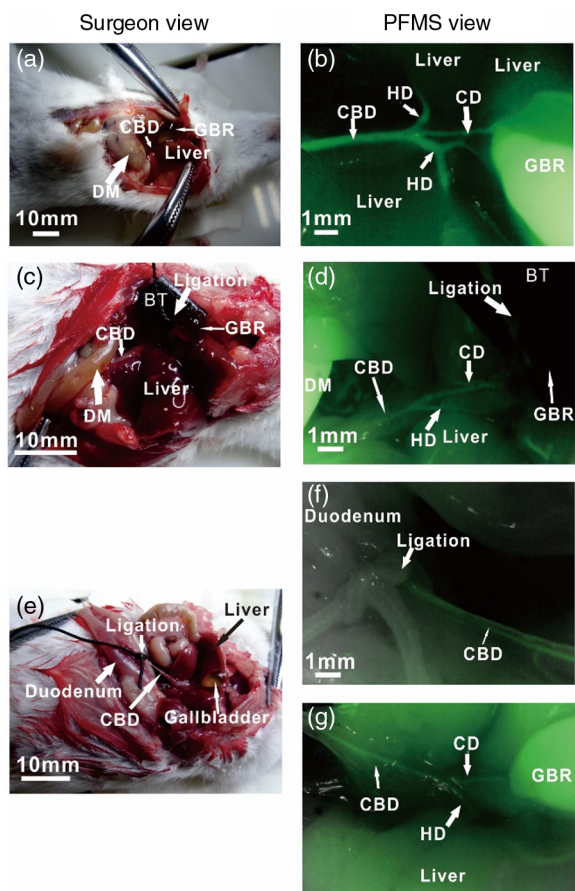 Surgeon view
PFMS view
(a)
CBD
GBR
Liver
DM
10mm
(b)
Liver
Liver
HD
CD
CBD
HD
GBR
Liver
1mm
(c)
Ligation
BT
GBR
CBD
Liver
DM
10mm
(d)
BT
Ligation
CD
CBD
DM
HD
Liver
GBR
1mm
(e)
Liver
Ligation
Duodenum
CBD
Gallbladder
10mm
(f)
Duodenum
Ligation
CBD
1mm
(g)
CD
GBR
CBD
HD
Liver